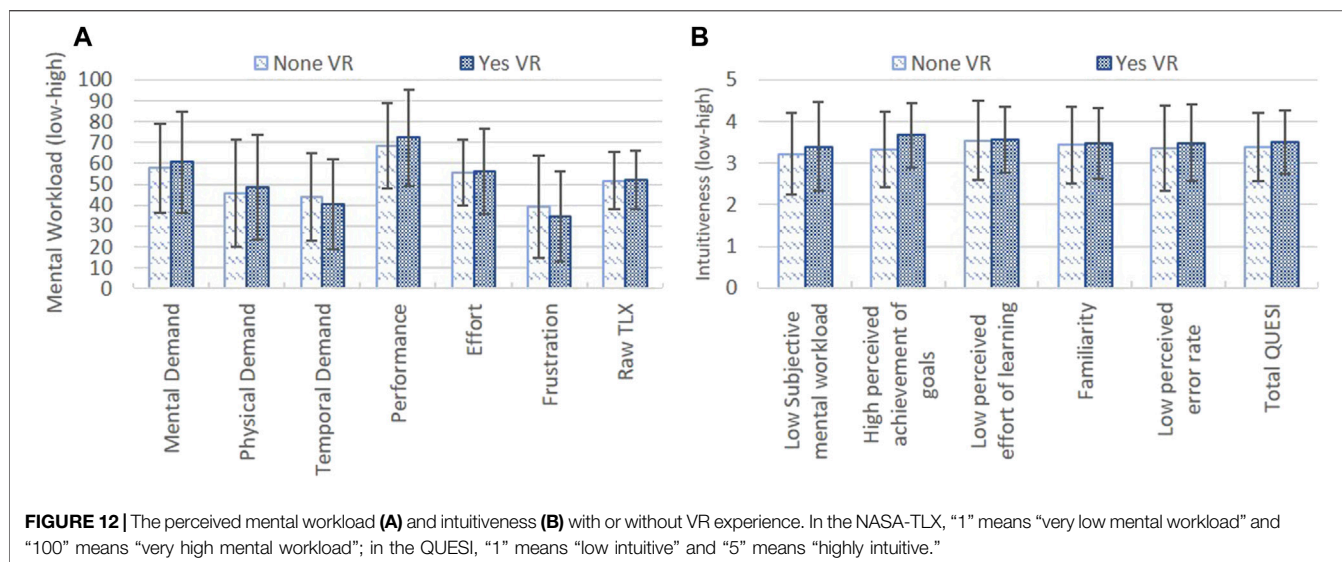 A
None VR Yes VR
Mental Workload (low-high)
100
90
80
70
60
50
40
30
20
10
0
Mental Demand
Physical Demand
Temporal Demand
Performance
Effort
Frustration
Raw TLX
B
None VR Yes VR
Intuitiveness (low-high)
5
4
3
2
1
0
Low Subjective
mental workload
High perceived
achievement of
goals
Low perceived
effort of learning
Familiarity
Low perceived
error rate
Total QUESI
FIGURE 12 | The perceived mental workload (A) and intuitiveness (B) with or without VR experience. In the NASA-TLX, “1” means “very low mental workload” and
“100” means “very high mental workload”; in the QUESI, “1” means “low intuitive” and “5” means “highly intuitive.”